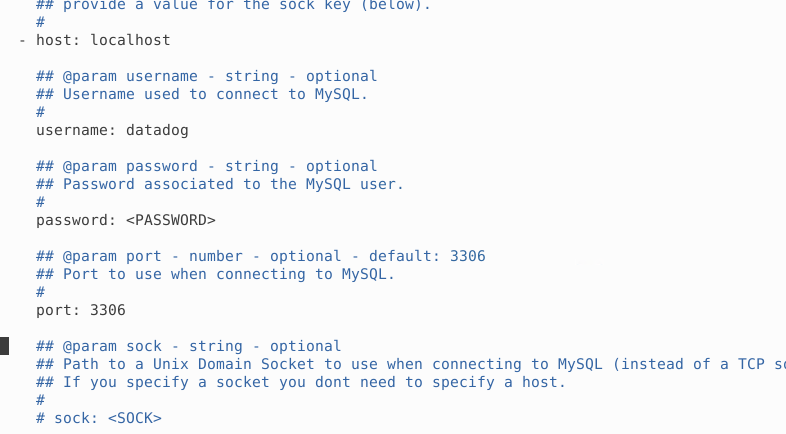 ## provide a value for the sock key (below).
#
- host: localhost
## @param username - string - optional
## Username used to connect to MySQL.
#
username: datadog
## @param password - string - optional
## Password associated to the MySQL user.
#
password: <PASSWORD>
## @param port - number - optional - default: 3306
## Port to use when connecting to MySQL.
#
port: 3306
## @param sock - string - optional
## Path to a Unix Domain Socket to use when connecting to MySQL (instead of a TCP
## If you specify a socket you dont need to specify a host.
#
# sock: <SOCK>